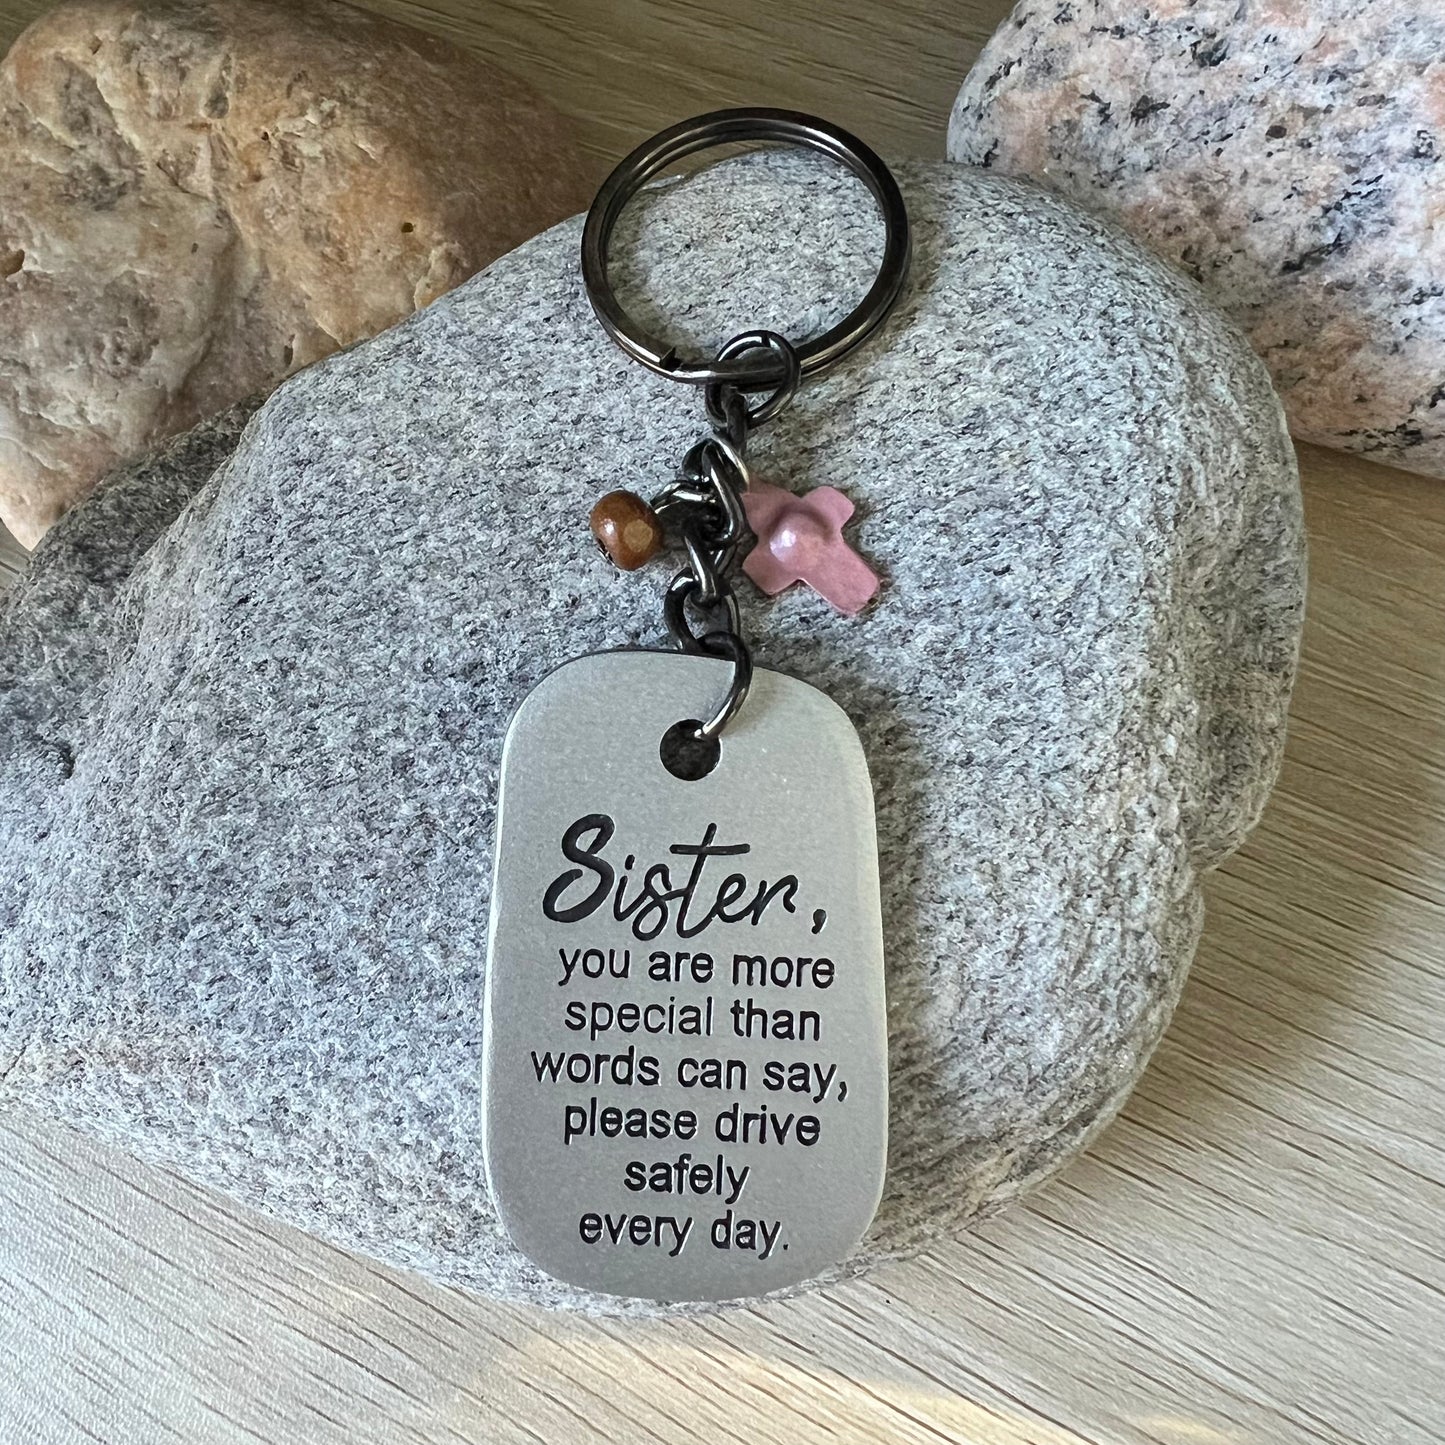 Sister,
you are more
special than
words can say,
please drive
safely
every day.